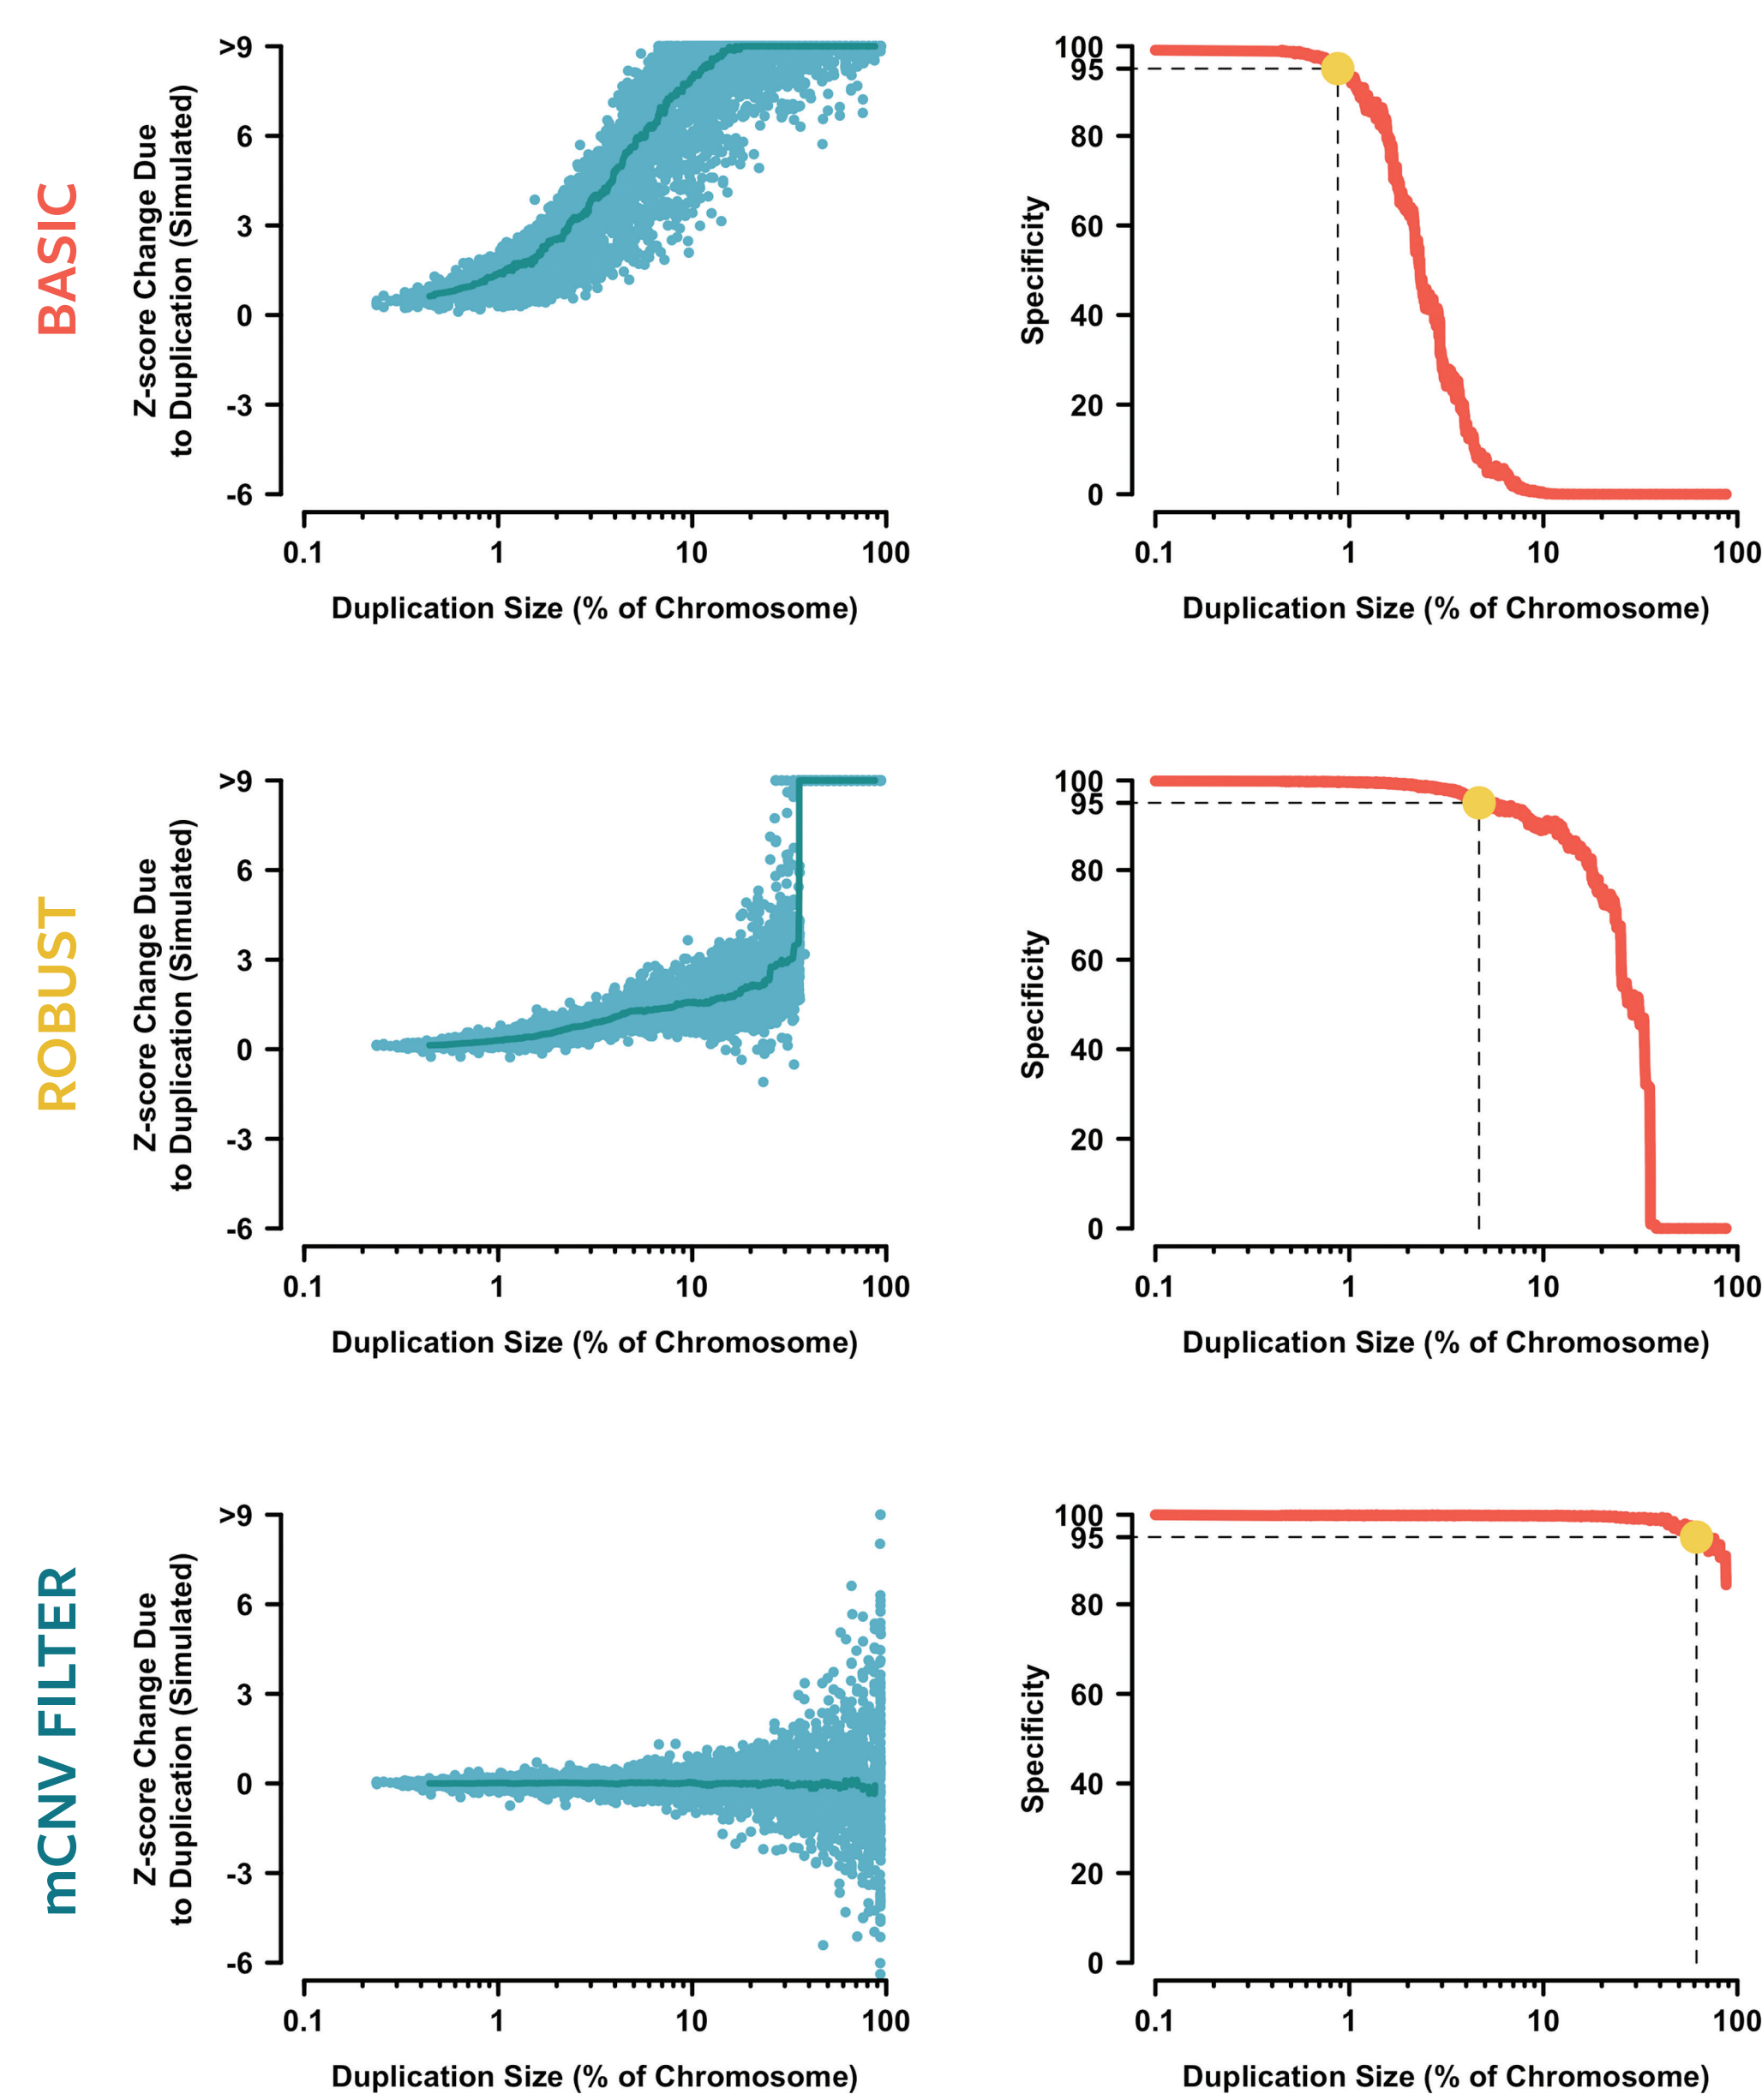 BASIC
Z-score Change Due
to Duplication (Simulated)
>9
6
3
0
-3
-6
0.1 1 10 100
Duplication Size (% of Chromosome)
Specificity
100
95
80
60
40
20
0
0.1 1 10 100
Duplication Size (% of Chromosome)
ROBUST
Z-score Change Due
to Duplication (Simulated)
>9
6
3
0
-3
-6
0.1 1 10 100
Duplication Size (% of Chromosome)
Specificity
100
95
80
60
40
20
0
0.1 1 10 100
Duplication Size (% of Chromosome)
mCNV FILTER
Z-score Change Due
to Duplication (Simulated)
>9
6
3
0
-3
-6
0.1 1 10 100
Duplication Size (% of Chromosome)
Specificity
100
95
80
60
40
20
0
0.1 1 10 100
Duplication Size (% of Chromosome)